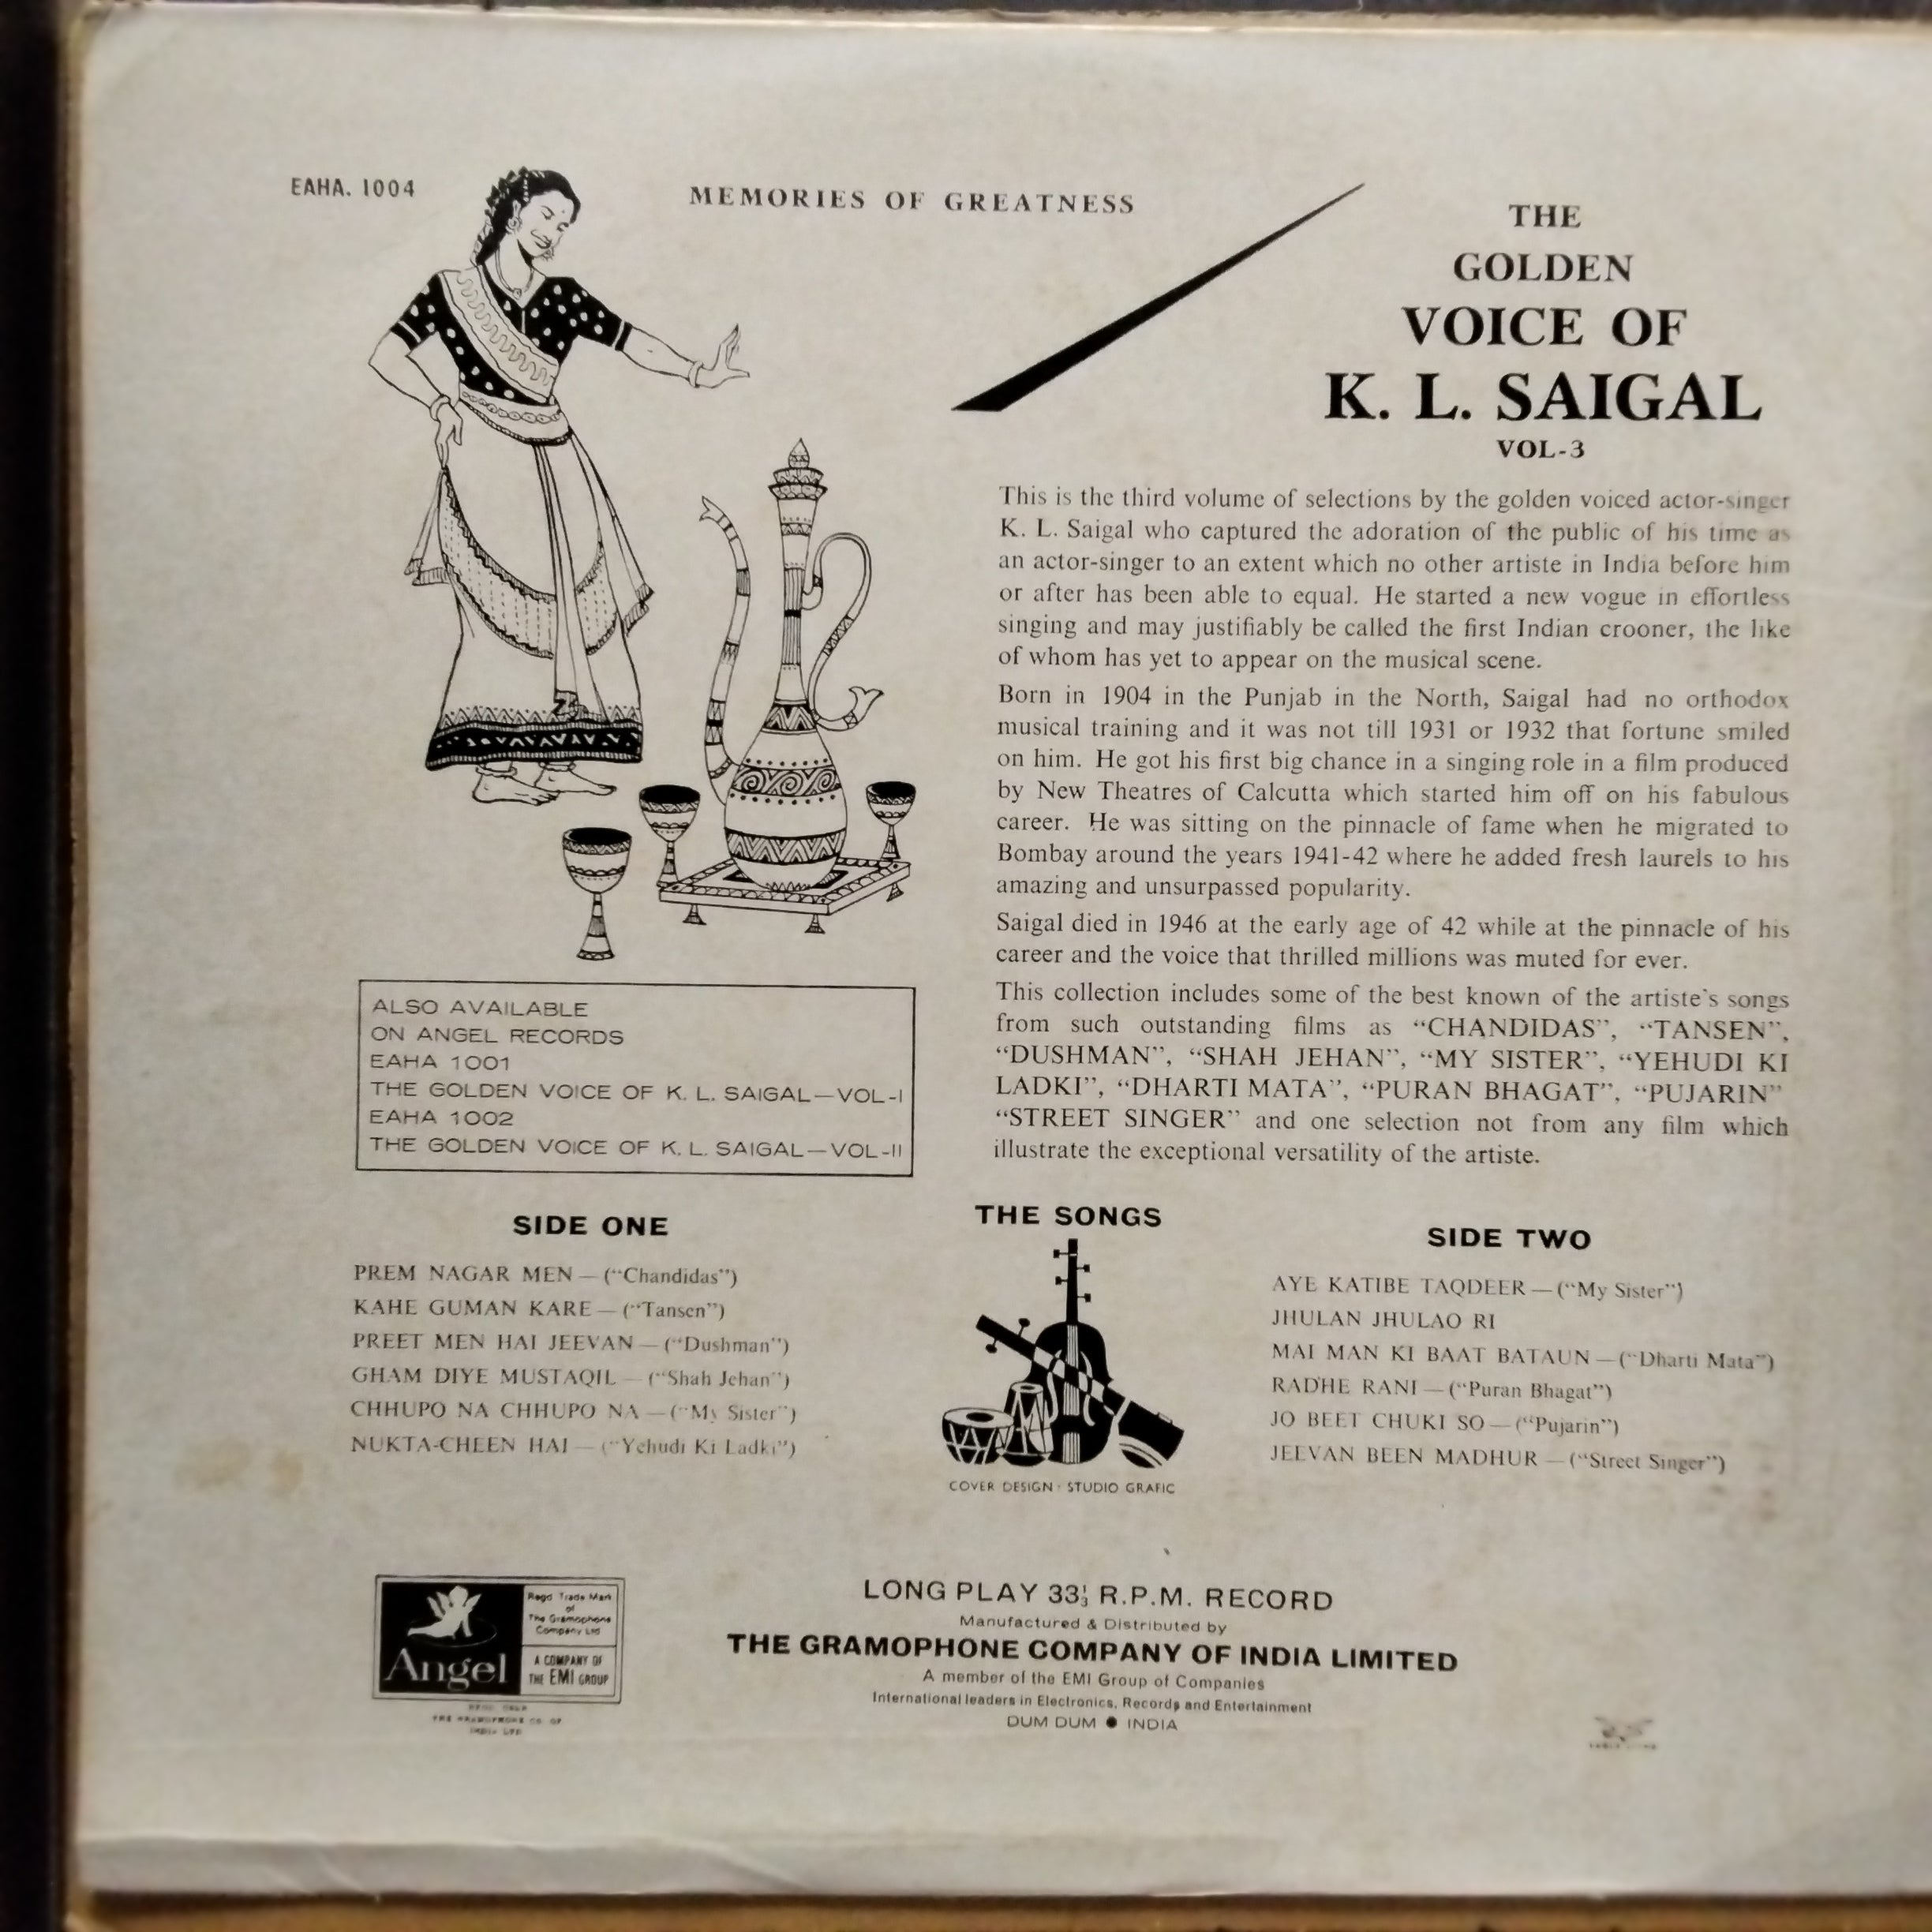 EAHA. 1004
MEMORIES OF GREATNESS
THE
GOLDEN
VOICE OF
K. L. SAIGAL
VOL-3
This is the third volume of selections by the golden voiced actor-singer
K. L. Saigal who captured the adoration of the public of his time as
an actor-singer to an extent which no other artiste in India before him
or after has been able to equal. He started a new vogue in effortless
singing and may justifiably be called the first Indian crooner, the like
of whom has yet to appear on the musical scene.
Born in 1904 in the Punjab in the North, Saigal had no orthodox
musical training and it was not till 1931 or 1932 that fortune smiled
on him. He got his first big chance in a singing role in a film produced
by New Theatres of Calcutta which started him off on his fabulous
career. He was sitting on the pinnacle of fame when he migrated to
Bombay around the years 1941-42 where he added fresh laurels to his
amazing and unsurpassed popularity.
Saigal died in 1946 at the early age of 42 while at the pinnacle of his
career and the voice that thrilled millions was muted for ever.
This collection includes some of the best known of the artiste's songs
from such outstanding films as “CHANDIDAS”, “TANSEN”,
“DUSHMAN”, “SHAH JEHAN”, “MY SISTER”, “YEHUDI KI
LADKI”, “DHARTI MATA”, “PURAN BHAGAT”, “PUJARIN”
“STREET SINGER” and one selection not from any film which
illustrate the exceptional versatility of the artiste.
ALSO AVAILABLE
ON ANGEL RECORDS
EAHA 1001
THE GOLDEN VOICE OF K. L. SAIGAL—VOL-I
EAHA 1002
THE GOLDEN VOICE OF K. L. SAIGAL—VOL-II
THE SONGS
SIDE ONE
PREM NAGAR MEN — (“Chandidas”)
KAHE GUMAN KARE — (“Tansen”)
PREET MEN HAI JEEVAN — (“Dushman”)
GHAM DIYE MUSTAQIL — (“Shah Jehan”)
CHHUPO NA CHHUPO NA — (“My Sister”)
NUKTA-CHEEN HAI — (“Yehudi Ki Ladki”)
SIDE TWO
AYE KATIBE TAQDEER — (“My Sister”)
JHULAN JHULAO RI
MAI MAN KI BAAT BATAUN — (“Dharti Mata”)
RADHE RANI — (“Puran Bhagat”)
JO BEET CHUKI SO — (“Pujarin”)
JEEVAN BEEN MADHUR — (“Street Singer”)
COVER DESIGN · STUDIO GRAFIC
Angel
Regd Trade Mark
of
The Gramophone
Company Ltd
A COMPANY OF
THE EMI GROUP
THE GRAMOPHONE CO. OF
INDIA LTD
LONG PLAY 33⅓ R.P.M. RECORD
Manufactured & Distributed by
THE GRAMOPHONE COMPANY OF INDIA LIMITED
A member of the EMI Group of Companies
International leaders in Electronics, Records and Entertainment
DUM DUM ● INDIA